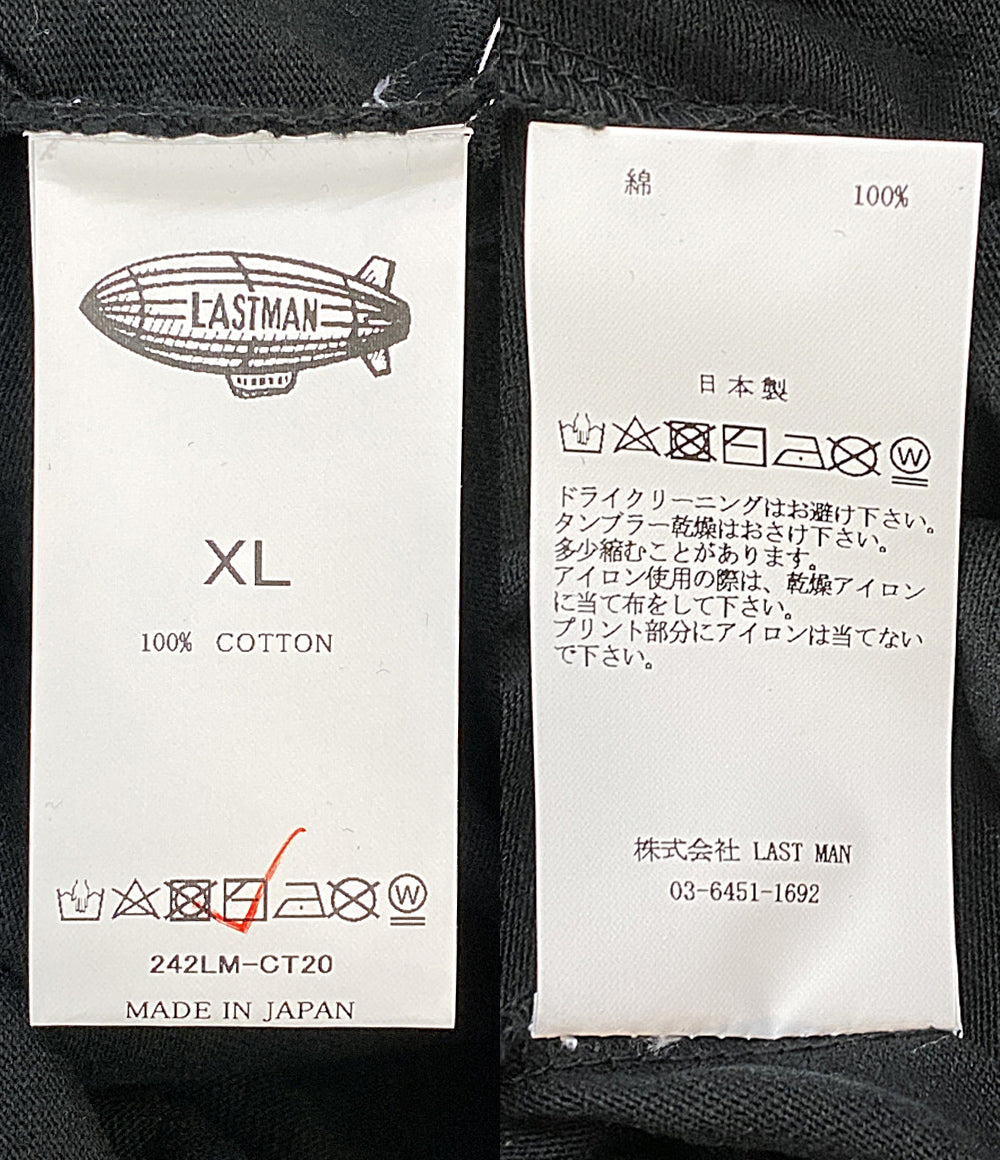 LASTMAN
XL
100% COTTON
W
242LM-CT20
MADE IN JAPAN
綿 100%
日本製
W
ドライクリーニングはお避け下さい。
タンブラー乾燥はおさけ下さい。
多少縮むことがあります。
アイロン使用の際は、乾燥アイロン
に当て布をして下さい。
プリント部分にアイロンは当てない
で下さい。
株式会社 LAST MAN
03-6451-1692